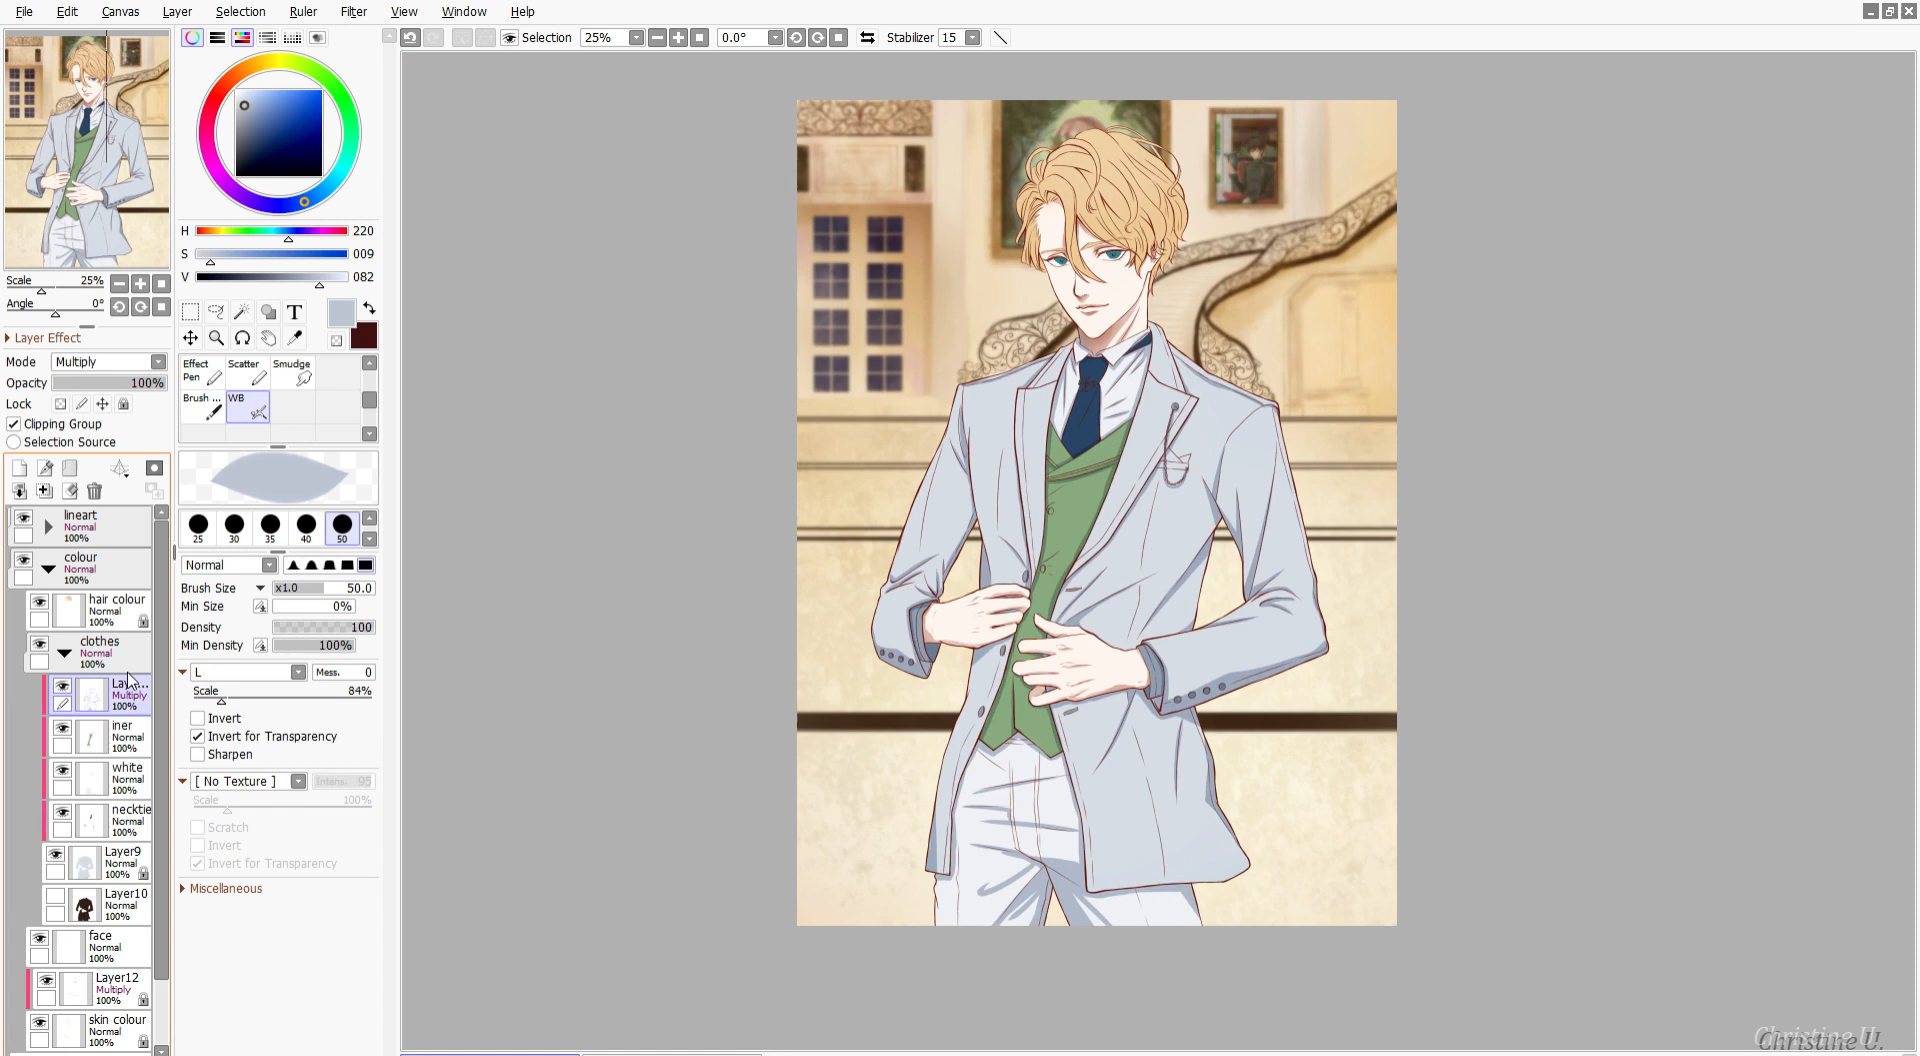 File Edit Canvas Layer Selection Ruler Filter View Window Help
Selection 25% 0.0° Stabilizer 15
H 220
S 009
V 082
Scale 25%
Angle 0°
Layer Effect
Mode Multiply
Opacity 100%
Lock
Clipping Group
Selection Source
lineart
Normal
100%
colour
Normal
100%
hair colour
Normal
100%
clothes
Normal
100%
Lay...
Multiply
100%
iner
Normal
100%
white
Normal
100%
necktie
Normal
100%
Layer9
Normal
100%
Layer10
Normal
100%
face
Normal
100%
Layer12
Multiply
100%
skin colour
Normal
100%
T
Effect Scatter Smudge
Pen
Brush ... WB
25 30 35 40 50
Normal
Brush Size x1.0 50.0
Min Size 0%
Density 100
Min Density 100%
L Mess. 0
Scale 84%
Invert
Invert for Transparency
Sharpen
[ No Texture ] Intens. 95
Scale 100%
Scratch
Invert
Invert for Transparency
Miscellaneous
Christine U.
Christine U.